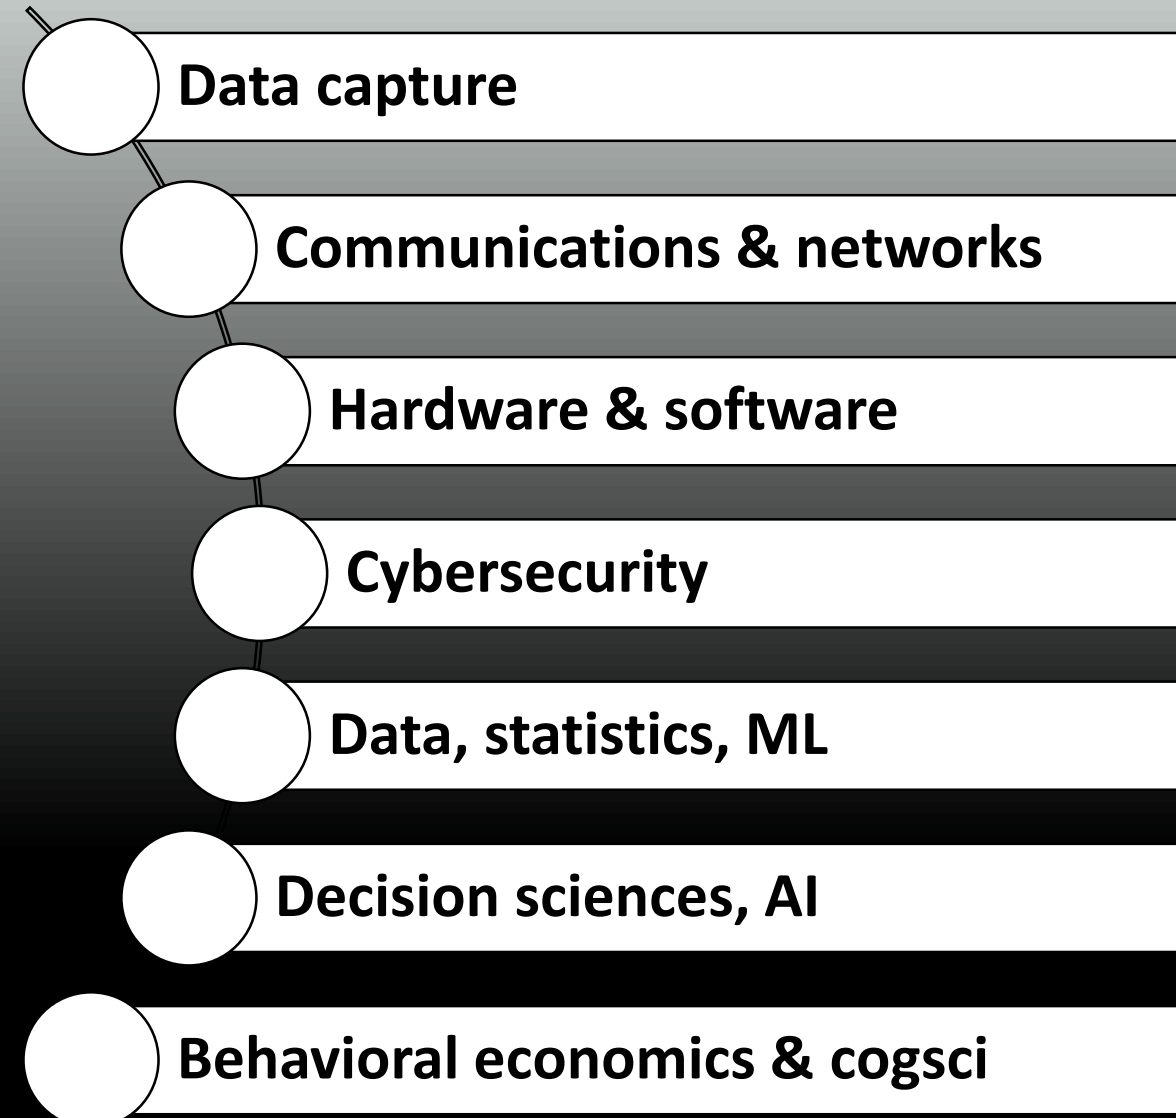 Data capture
Communications & networks
Hardware & software
Cybersecurity
Data, statistics, ML
Decision sciences, AI
Behavioral economics & cogsci